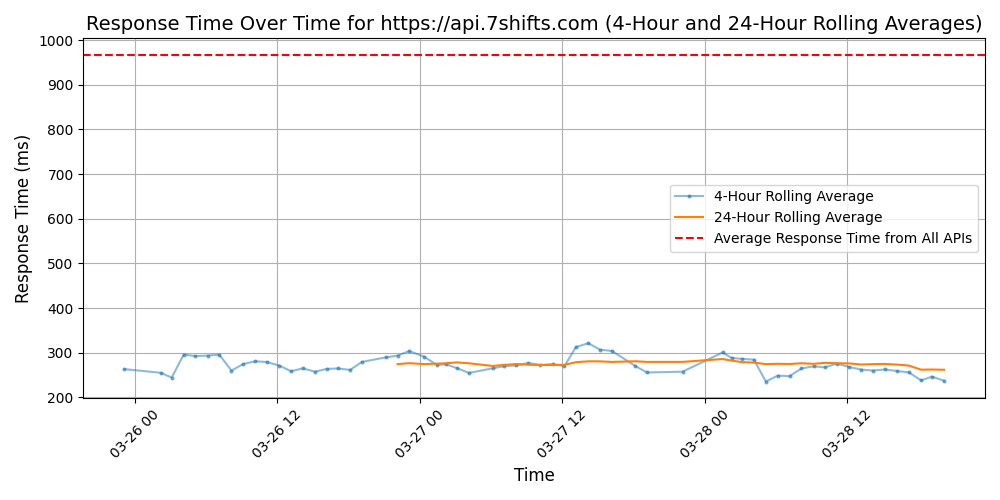 Response Time Over Time for https://api.7shifts.com (4-Hour and 24-Hour Rolling Averages)
Response Time (ms)
1000
900
800
700
600
500
400
300
200
4-Hour Rolling Average
24-Hour Rolling Average
Average Response Time from All APIs
03-26 00
03-26 12
03-27 00
03-27 12
03-28 00
03-28 12
Time